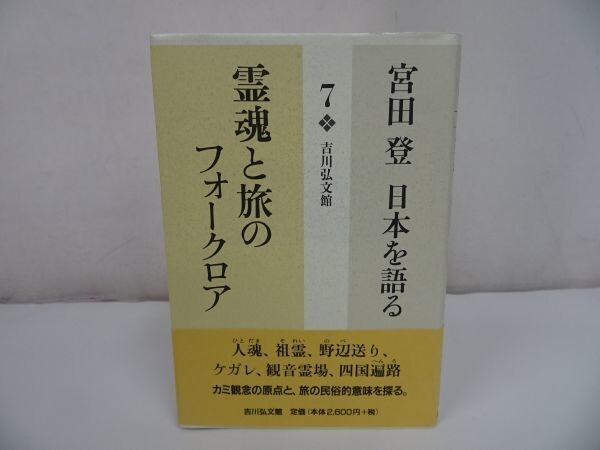 宮田 登 日本を語る
7❖吉川弘文館
霊魂と旅の
フォークロア
ひとだま それい のべ
人魂、祖霊、野辺送り、
へんろ
ケガレ、観音霊場、四国遍路
カミ観念の原点と、旅の民俗的意味を探る。
吉川弘文館 定価(本体2,600円+税)